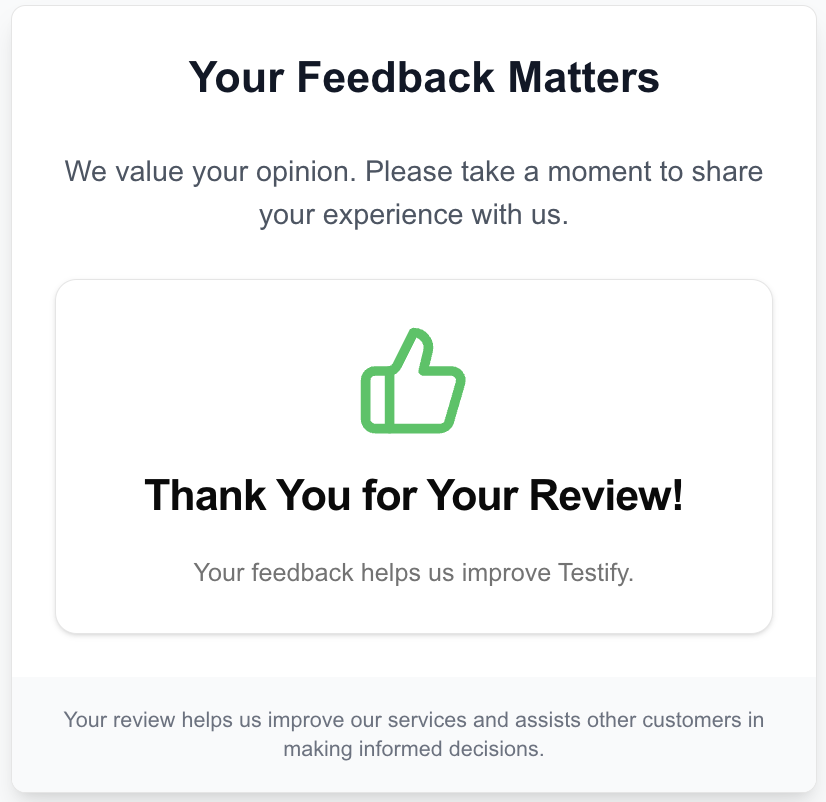 Your Feedback Matters
We value your opinion. Please take a moment to share
your experience with us.
Thank You for Your Review!
Your feedback helps us improve Testify.
Your review helps us improve our services and assists other customers in
making informed decisions.